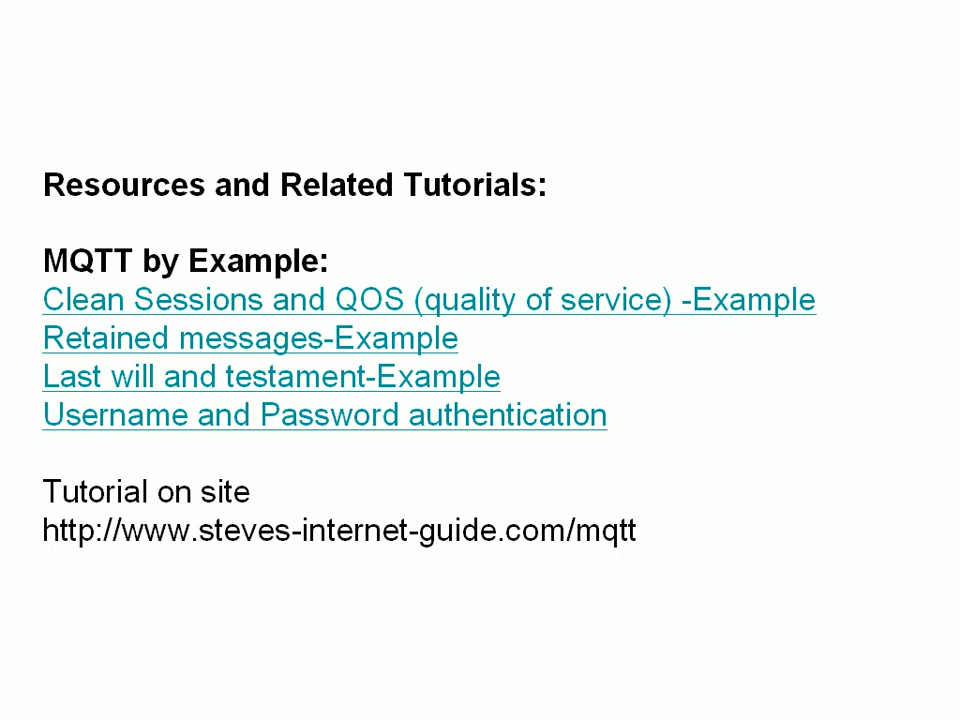 Resources and Related Tutorials:
MQTT by Example:
Clean Sessions and QOS (quality of service) -Example
Retained messages-Example
Last will and testament-Example
Username and Password authentication
Tutorial on site
http://www.steves-internet-guide.com/mqtt